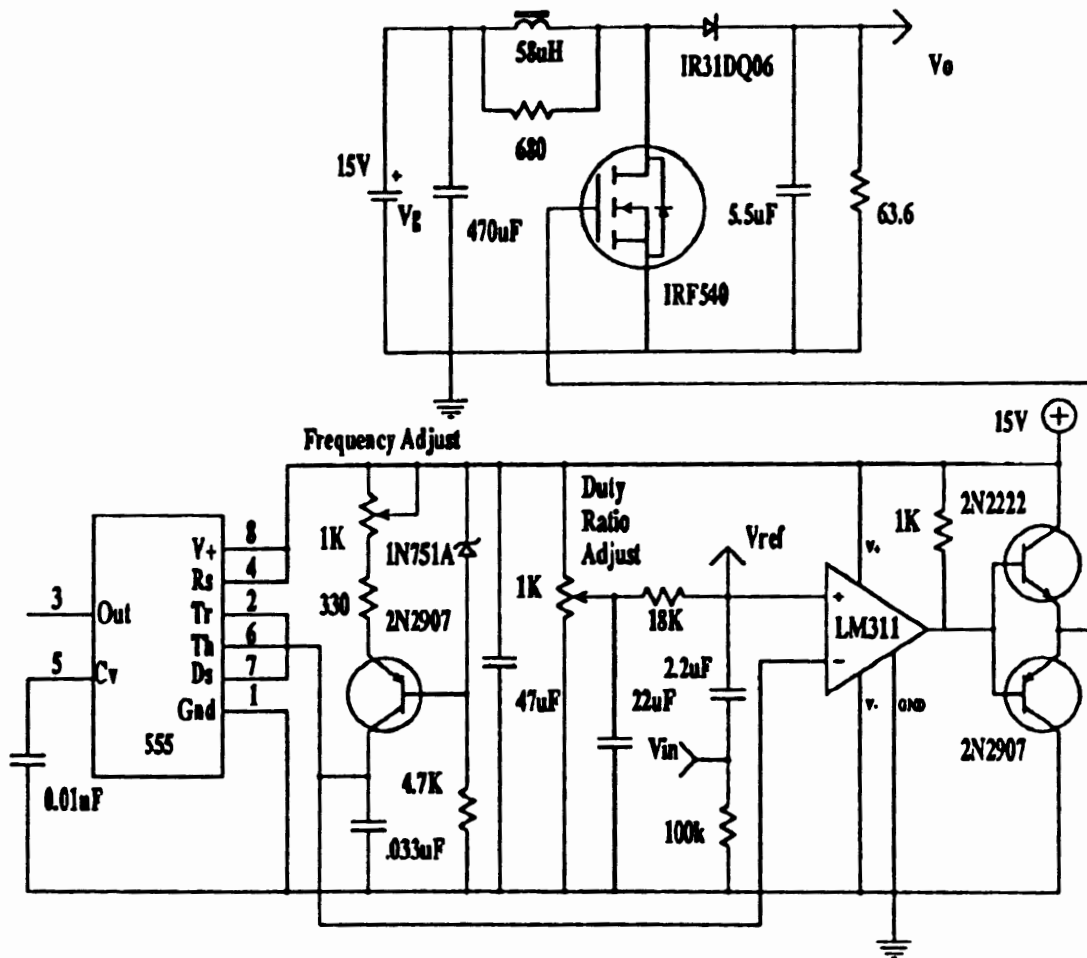 58uH
IR31DQ06
Vo
680
15V
+
Vg
470uF
5.5uF
63.6
IRF540
15V
+
Frequency Adjust
Duty
Ratio
Adjust
2N2222
1K
8
V+
4
Rs
2
Tr
6
Th
7
Ds
1
Gnd
3
Out
5
Cv
555
1K
1N751A
330
2N2907
1K
Vref
18K
V+
+
LM311
-
V-
GND
2.2uF
47uF
22uF
Vin
2N2907
0.01nF
4.7K
.033uF
100k